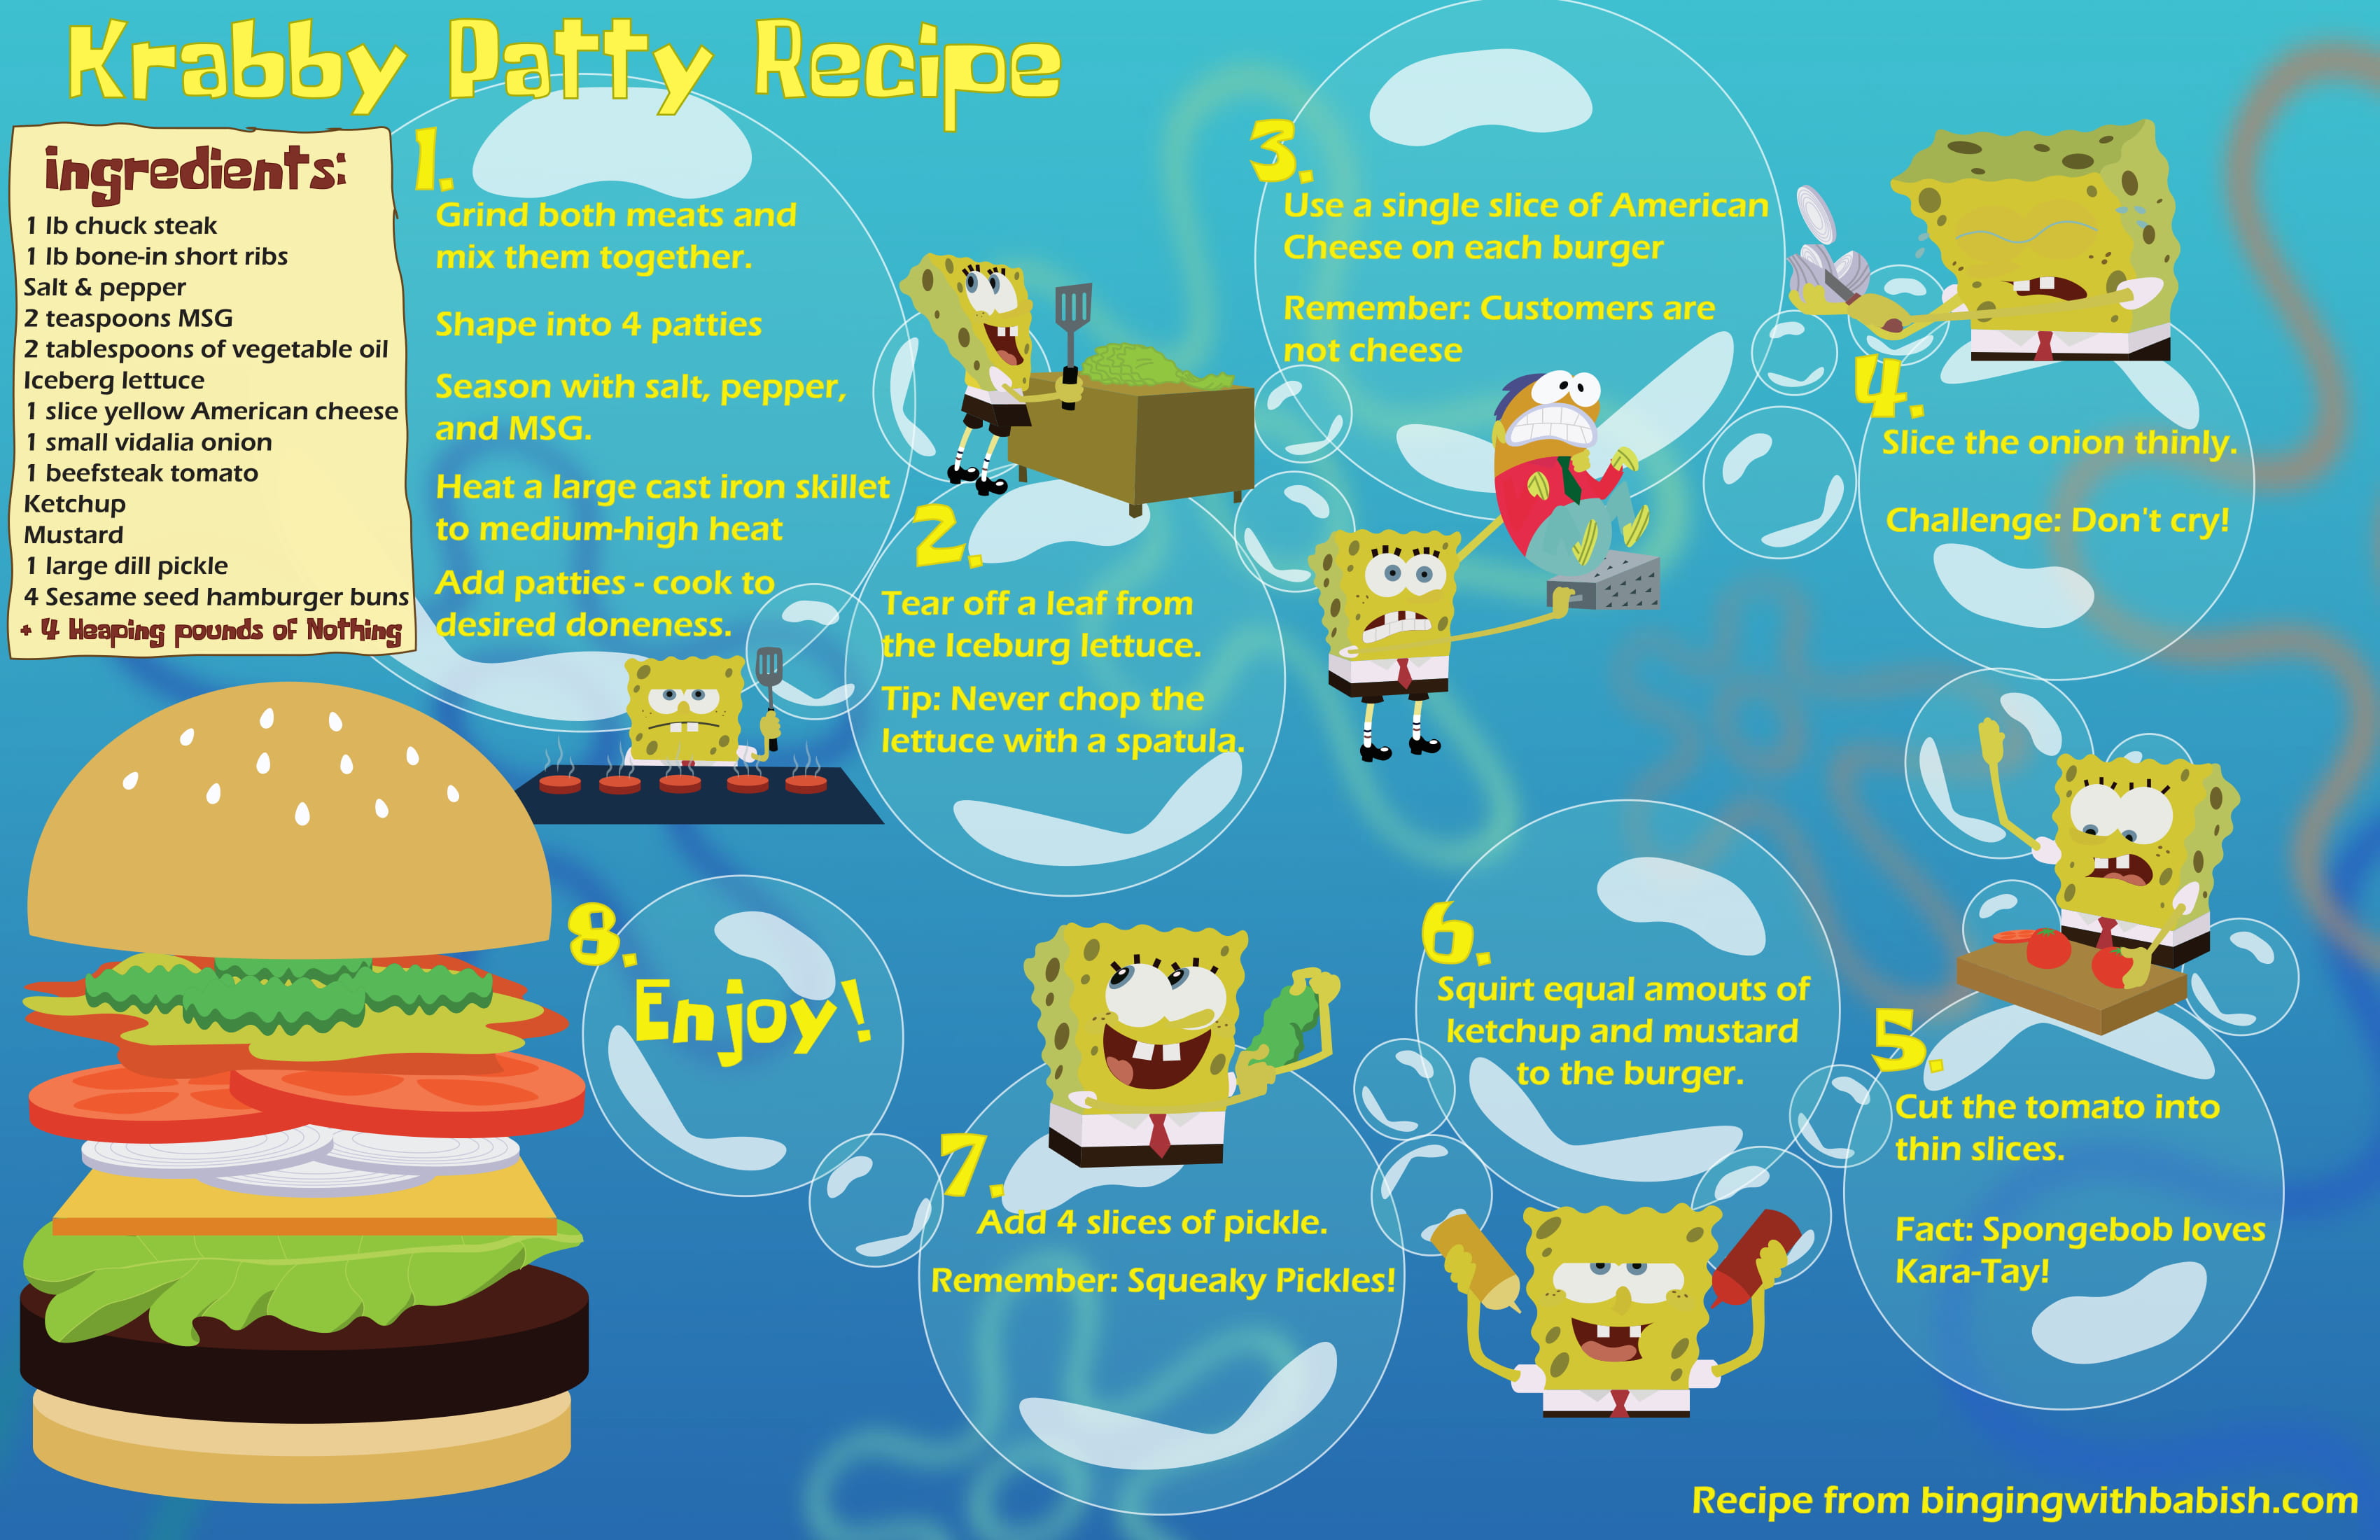 Krabby Patty Recipe
ingredients:
1 lb chuck steak
1 lb bone-in short ribs
Salt & pepper
2 teaspoons MSG
2 tablespoons of vegetable oil
Iceberg lettuce
1 slice yellow American cheese
1 small vidalia onion
1 beefsteak tomato
Ketchup
Mustard
1 large dill pickle
4 Sesame seed hamburger buns
+ 4 Heaping pounds of Nothing
1.
Grind both meats and
mix them together.
Shape into 4 patties
Season with salt, pepper,
and MSG.
Heat a large cast iron skillet
to medium-high heat
Add patties - cook to
desired doneness.
2.
Tear off a leaf from
the Iceburg lettuce.
Tip: Never chop the
lettuce with a spatula.
3.
Use a single slice of American
Cheese on each burger
Remember: Customers are
not cheese
4.
Slice the onion thinly.
Challenge: Don't cry!
5.
Cut the tomato into
thin slices.
Fact: Spongebob loves
Kara-Tay!
6.
Squirt equal amouts of
ketchup and mustard
to the burger.
7.
Add 4 slices of pickle.
Remember: Squeaky Pickles!
8.
Enjoy!
Recipe from bingingwithbabish.com